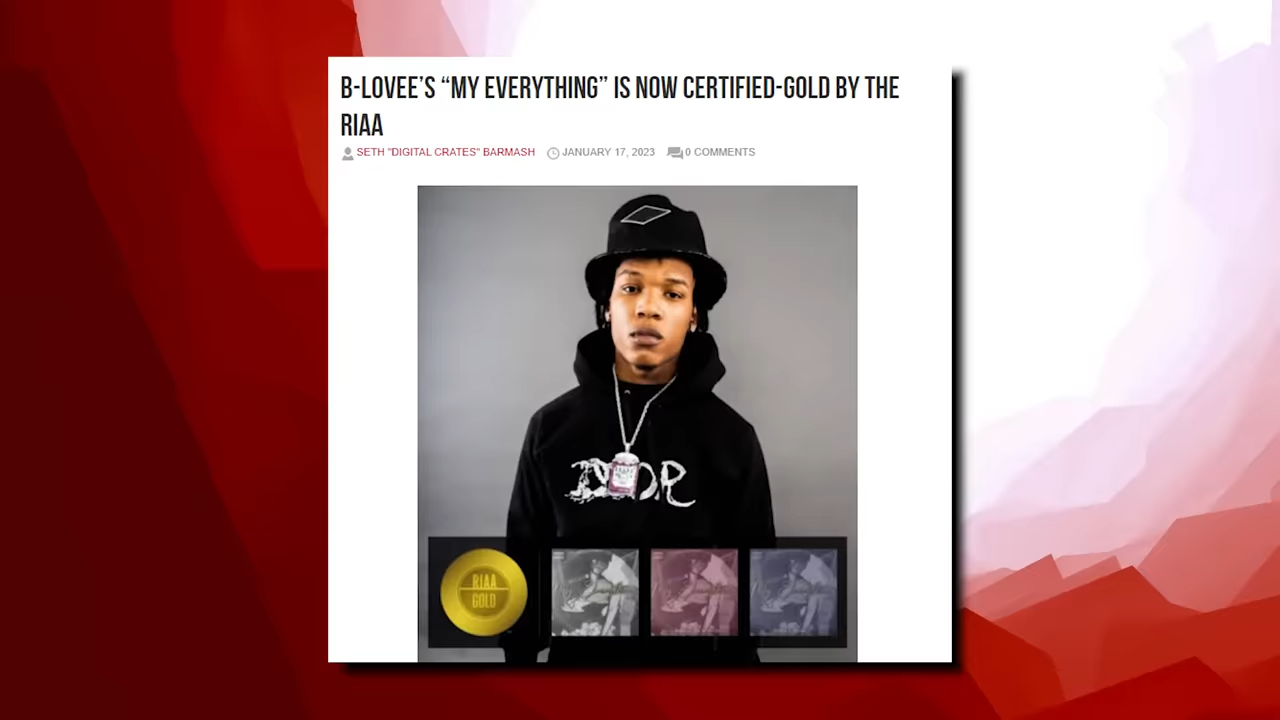 B-LOVEE'S “MY EVERYTHING” IS NOW CERTIFIED-GOLD BY THE
RIAA
SETH "DIGITAL CRATES" BARMASH JANUARY 17, 2023 0 COMMENTS
DIOR
RIAA
GOLD